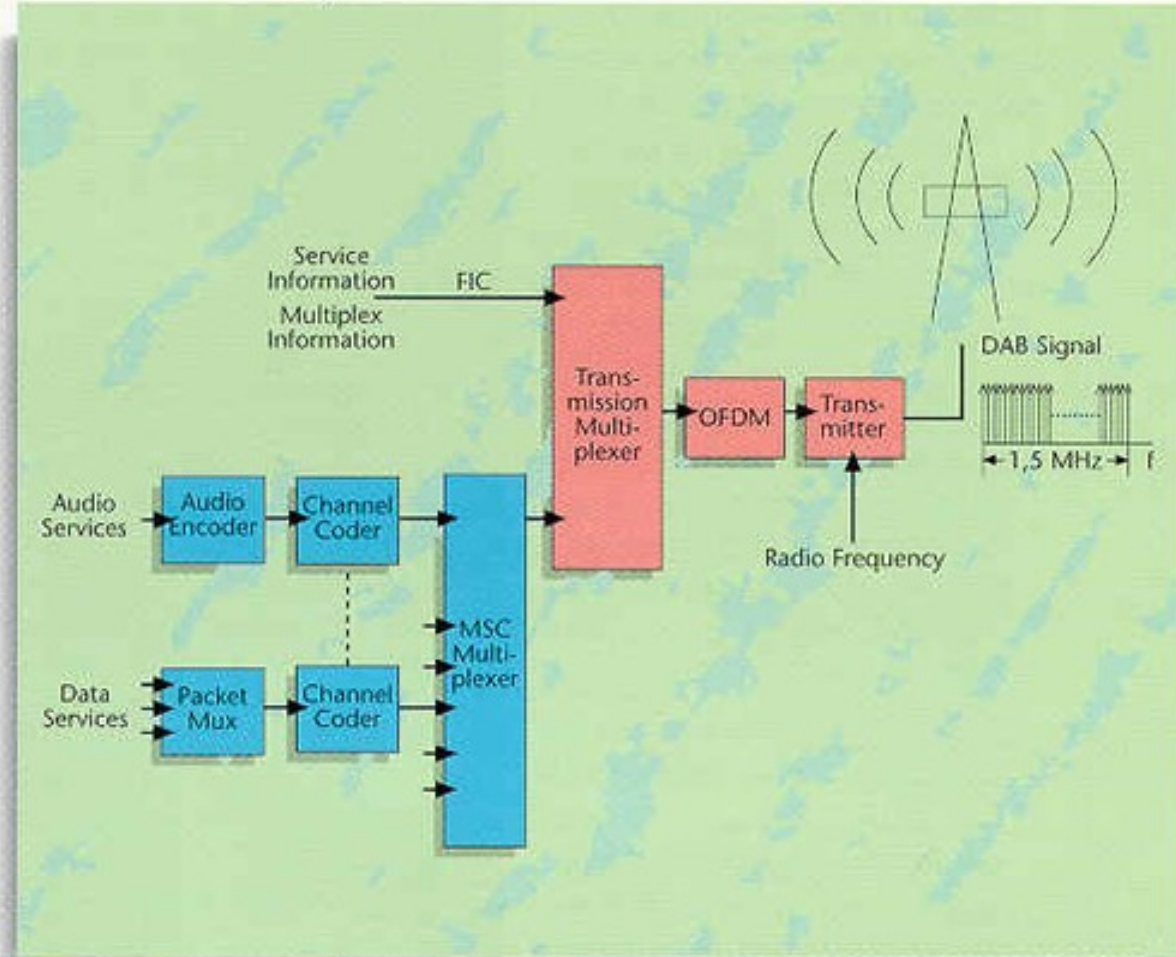 Service
Information
Multiplex
Information
FIC
Trans-
mission
Multi-
plexer
OFDM
Trans-
mitter
DAB Signal
1,5 MHz
f
Radio Frequency
Audio
Services
Audio
Encoder
Channel
Coder
MSC
Multi-
plexer
Data
Services
Packet
Mux
Channel
Coder